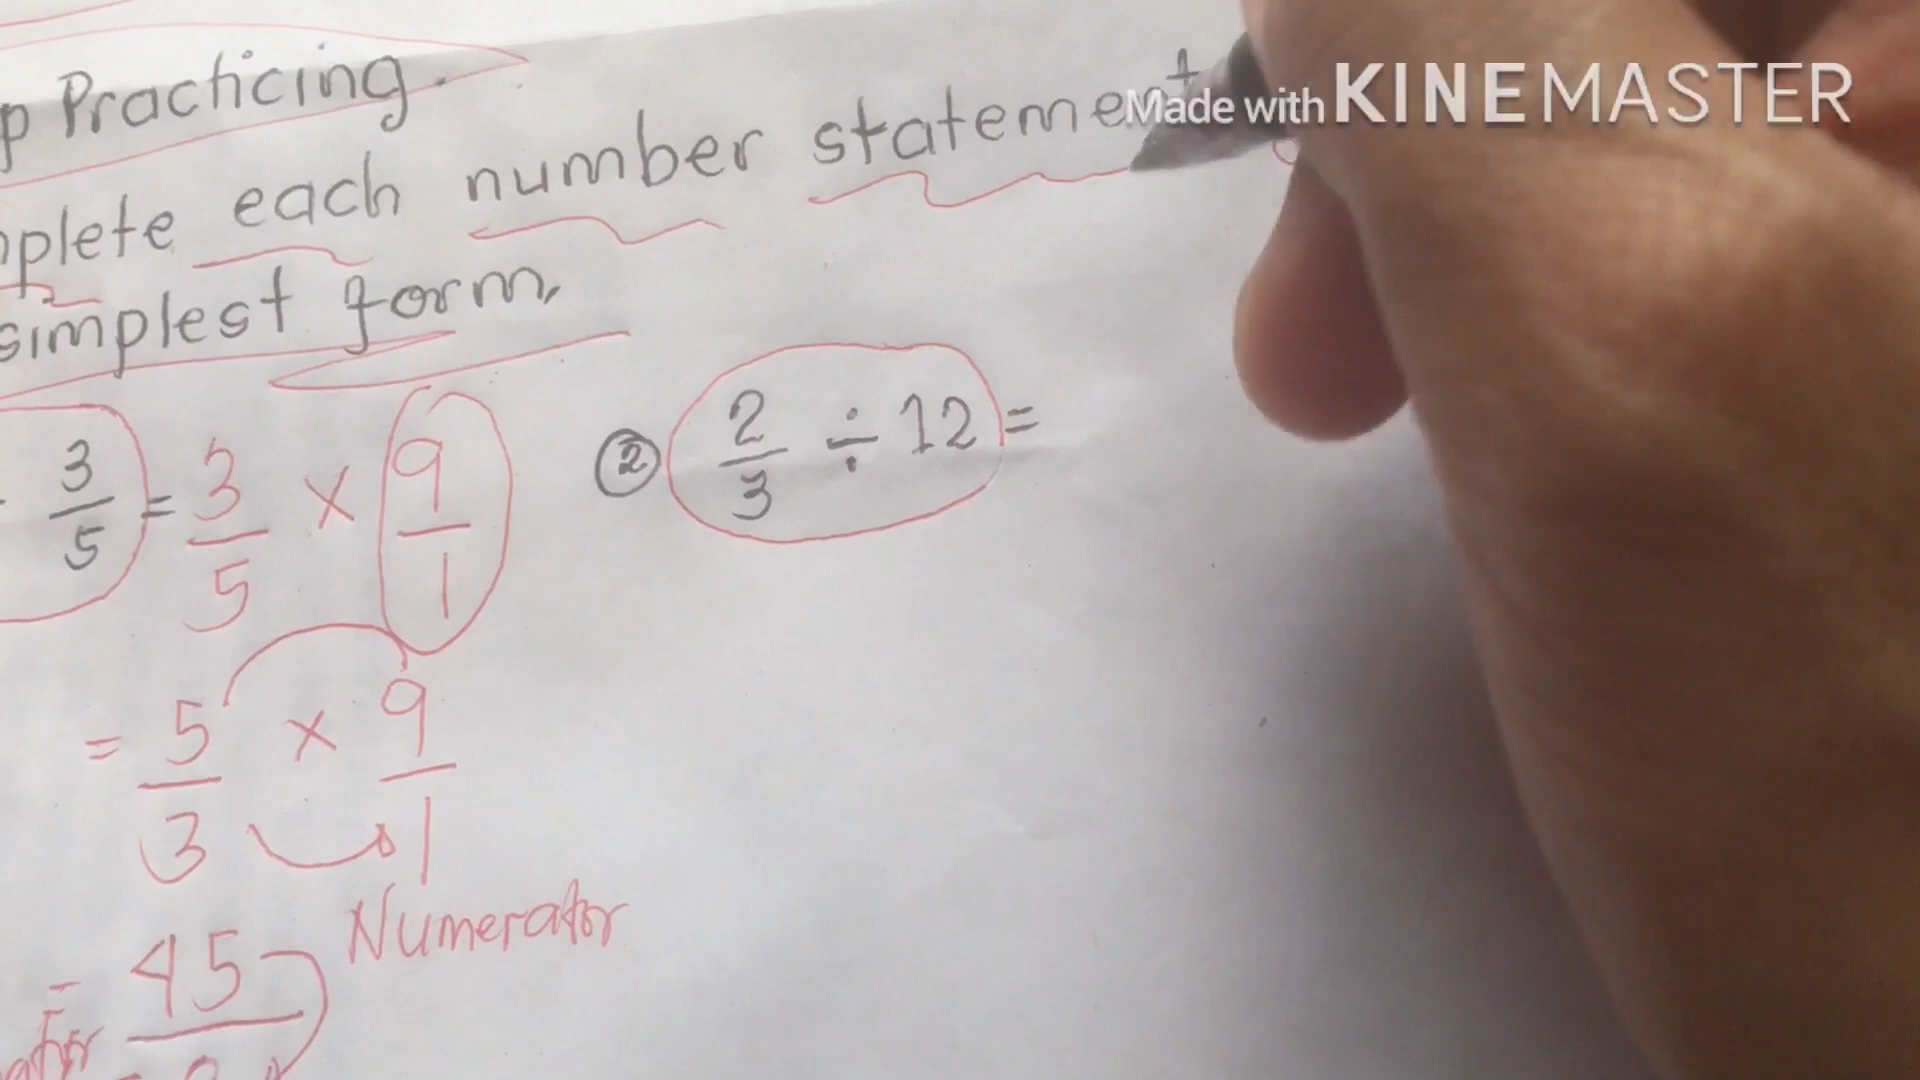 Made with KINEMASTER
p Practicing.
mplete each number statement
simplest form.
3/5 = 3/5 × 9/1
② 2/3 ÷ 12 =
= 5/3 × 9/1
Numerator
= 45